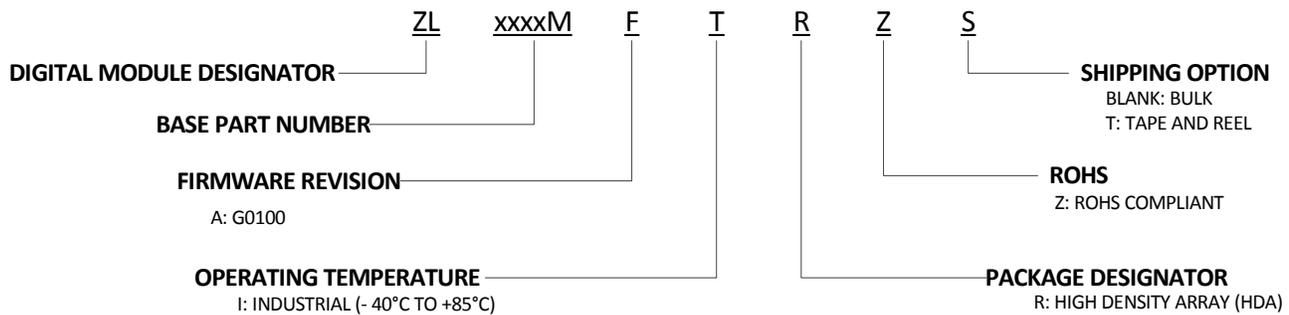 ZL xxxxM F T R Z S
DIGITAL MODULE DESIGNATOR
BASE PART NUMBER
FIRMWARE REVISION
A: G0100
OPERATING TEMPERATURE
I: INDUSTRIAL (- 40°C TO +85°C)
SHIPPING OPTION
BLANK: BULK
T: TAPE AND REEL
ROHS
Z: ROHS COMPLIANT
PACKAGE DESIGNATOR
R: HIGH DENSITY ARRAY (HDA)